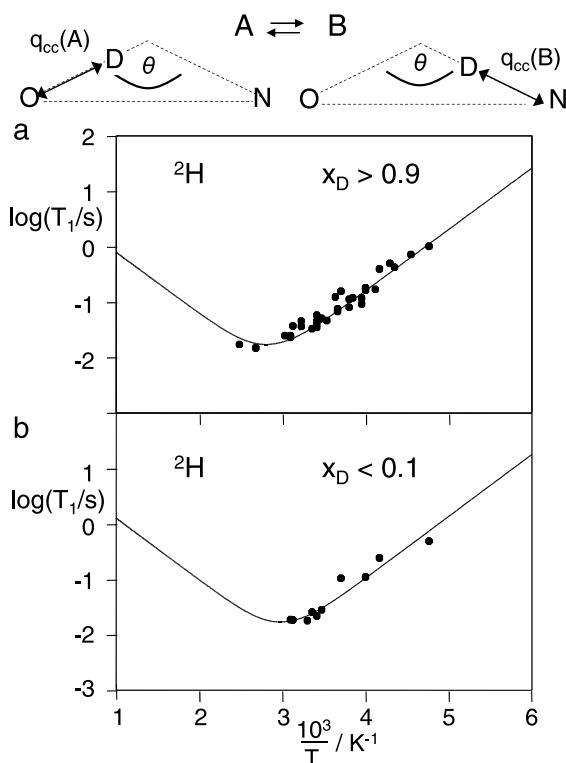 A ⇌ B
q_cc(A) q_cc(B)
D θ θ D
O N O N
a
2
²H x_D > 0.9
1
log(T₁/s)
0
-1
-2
b
²H x_D < 0.1
1
log(T₁/s)
0
-1
-2
-3
1 2 3 4 5 6
10³/T / K⁻¹